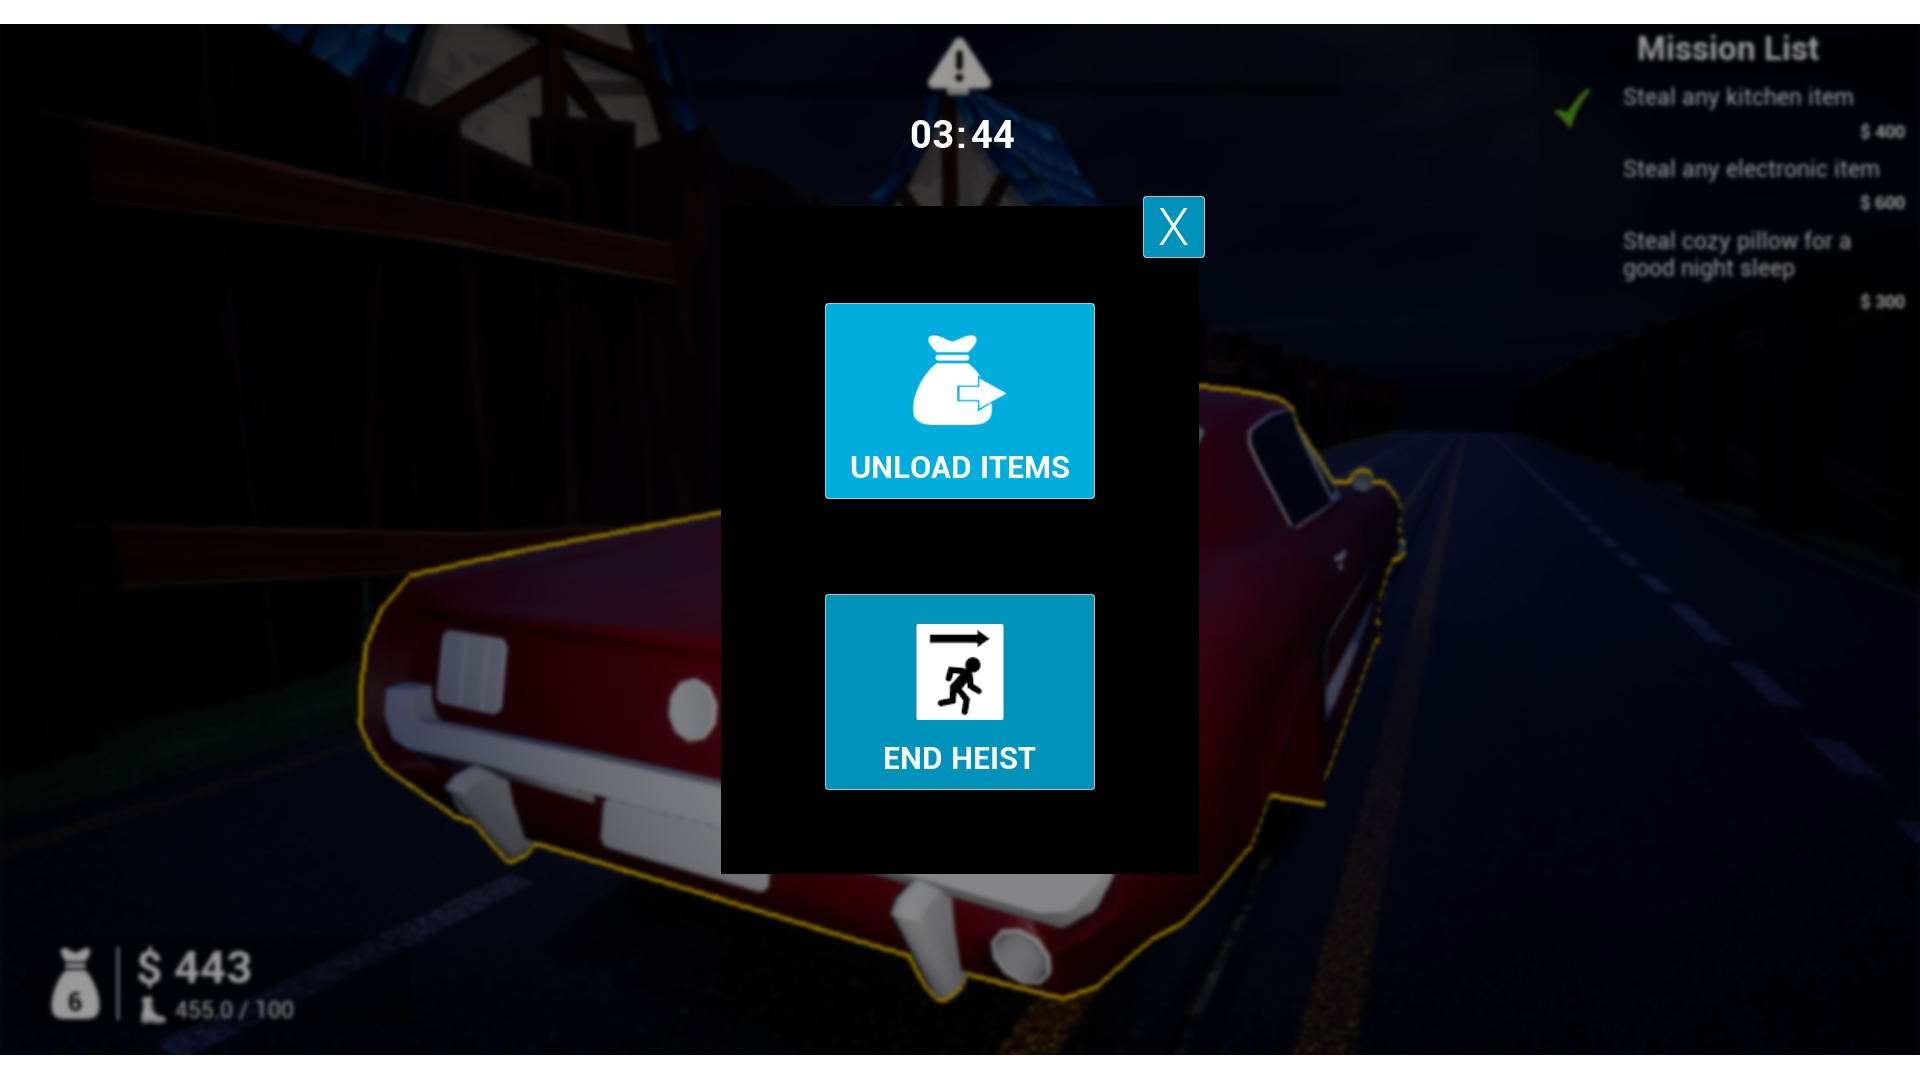 Mission List
Steal any kitchen item
$ 400
03:44
Steal any electronic item
$ 600
X
Steal cozy pillow for a
good night sleep
$ 300
UNLOAD ITEMS
END HEIST
$ 443
6
455.0 / 100